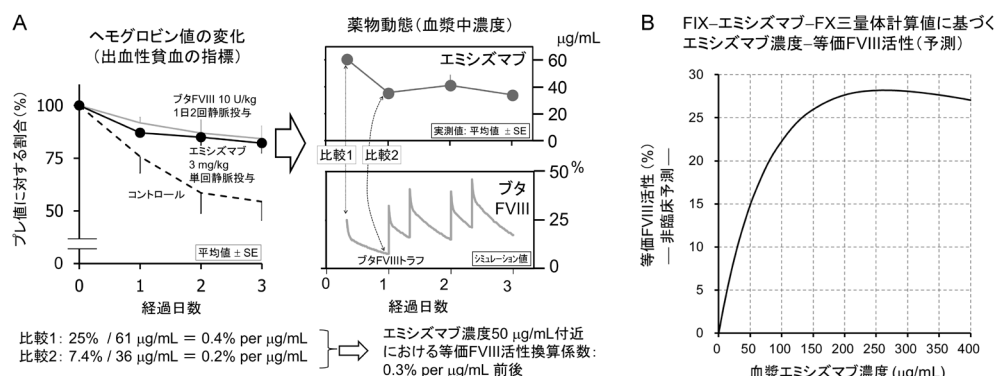 A
ヘモグロビン値の変化
(出血性貧血の指標)
プレ値に対する割合 (%)
100
75
50
0
ブタFVIII 10 U/kg
1日2回静脈投与
エミシズマブ
3 mg/kg
単回静脈投与
コントロール
平均値 ± SE
0 1 2 3
経過日数
薬物動態(血漿中濃度)
μg/mL
エミシズマブ
60
40
20
0
実測値: 平均値 ± SE
比較1 比較2
50 %
ブタ
FVIII
25
0
ブタFVIIIトラフ
シミュレーション値
0 1 2 3
経過日数
比較1: 25% / 61 μg/mL = 0.4% per μg/mL
比較2: 7.4% / 36 μg/mL = 0.2% per μg/mL
エミシズマブ濃度50 μg/mL付近
における等価FVIII活性換算係数:
0.3% per μg/mL 前後
B
FIX–エミシズマブ–FX三量体計算値に基づく
エミシズマブ濃度–等価FVIII活性(予測)
等価FVIII活性 (%)
— 非臨床予測 —
30
25
20
15
10
5
0
0 50 100 150 200 250 300 350 400
血漿エミシズマブ濃度 (μg/mL)